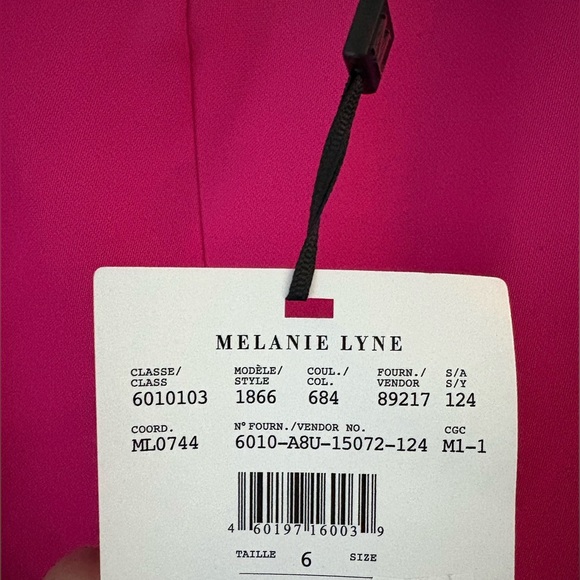 MELANIE LYNE
CLASSE/ MODÈLE/ COUL./ FOURN./ S/A
CLASS STYLE COL. VENDOR S/Y
6010103 1866 684 89217 124
COORD. N° FOURN./VENDOR NO. CGC
ML0744 6010-A8U-15072-124 M1-1
4 60197 16003 9
TAILLE 6 SIZE